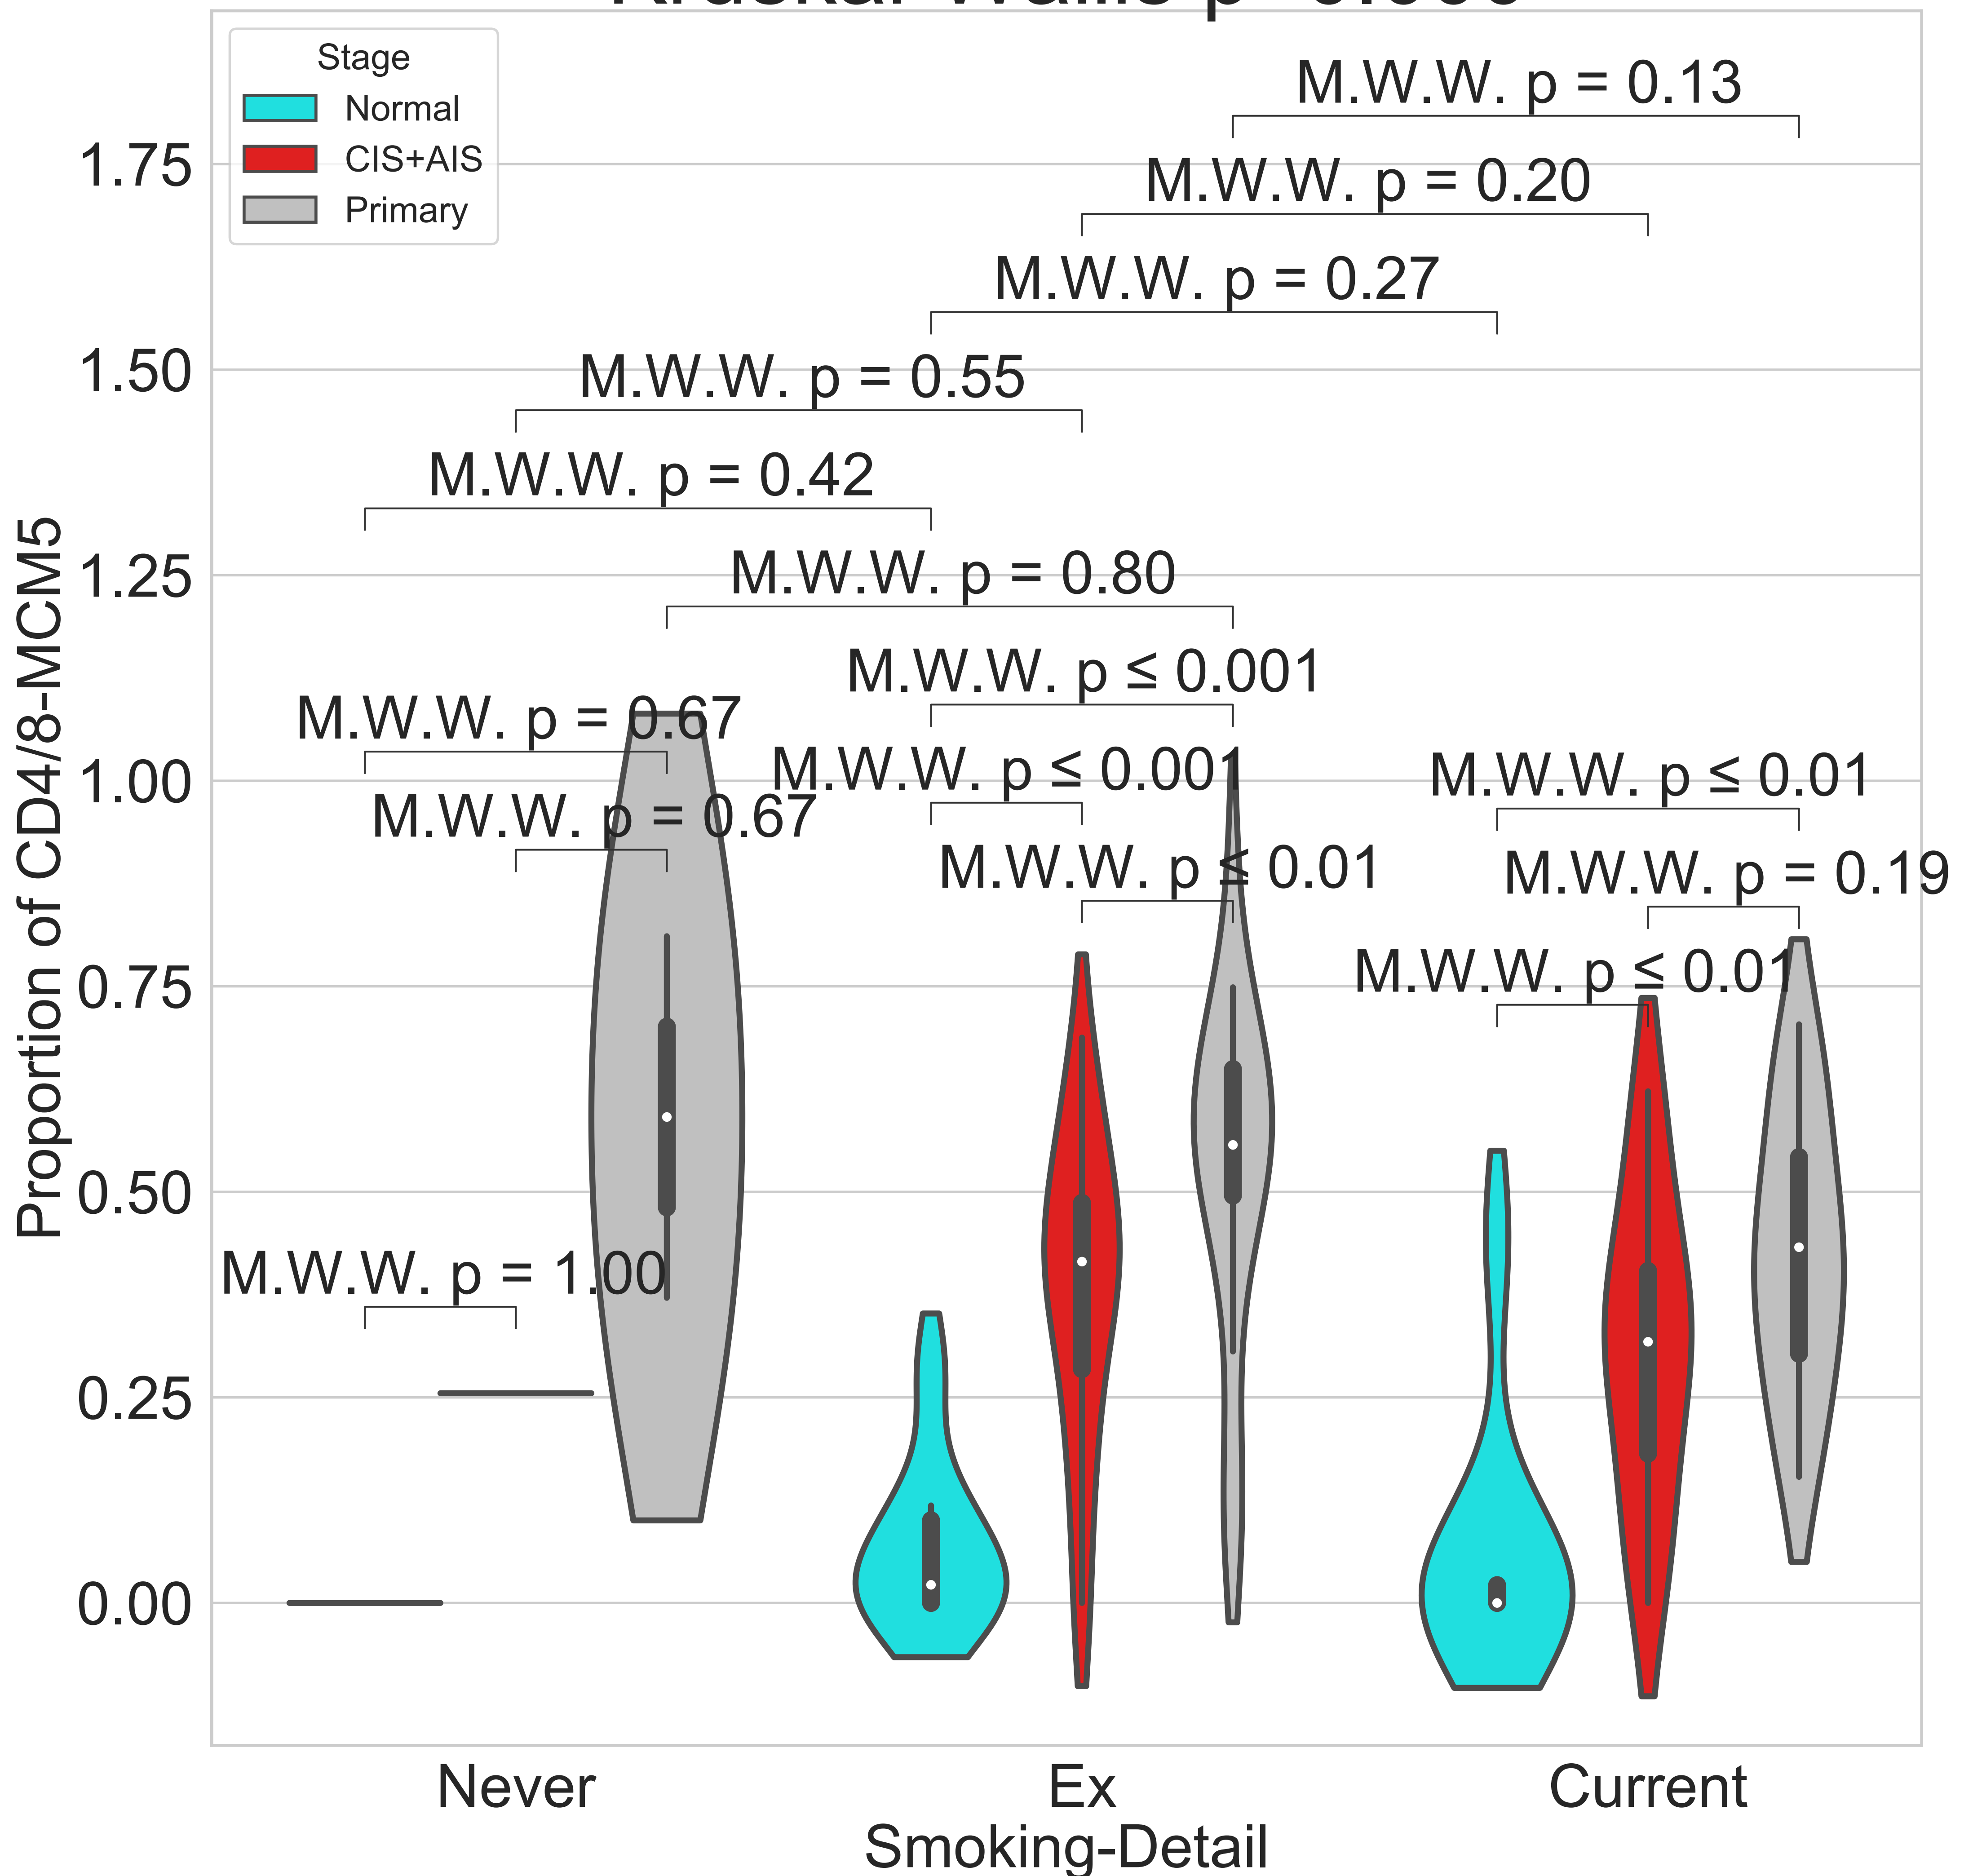 Stage
Normal
CIS+AIS
Primary
M.W.W. p = 0.13
M.W.W. p = 0.20
M.W.W. p = 0.27
M.W.W. p = 0.55
M.W.W. p = 0.42
M.W.W. p = 0.80
M.W.W. p ≤ 0.001
M.W.W. p = 0.67
M.W.W. p ≤ 0.001
M.W.W. p ≤ 0.01
M.W.W. p = 0.67
M.W.W. p ≤ 0.01
M.W.W. p = 0.19
M.W.W. p ≤ 0.01
M.W.W. p = 1.00
1.75
1.50
1.25
1.00
0.75
0.50
0.25
0.00
Proportion of CD4/8-MCM5
Never
Ex
Current
Smoking-Detail